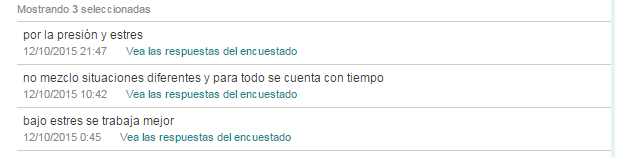 Mostrando 3 seleccionadas
por la presión y estres
12/10/2015 21:47 Vea las respuestas del encuestado
no mezclo situaciones diferentes y para todo se cuenta con tiempo
12/10/2015 10:42 Vea las respuestas del encuestado
bajo estres se trabaja mejor
12/10/2015 0:45 Vea las respuestas del encuestado